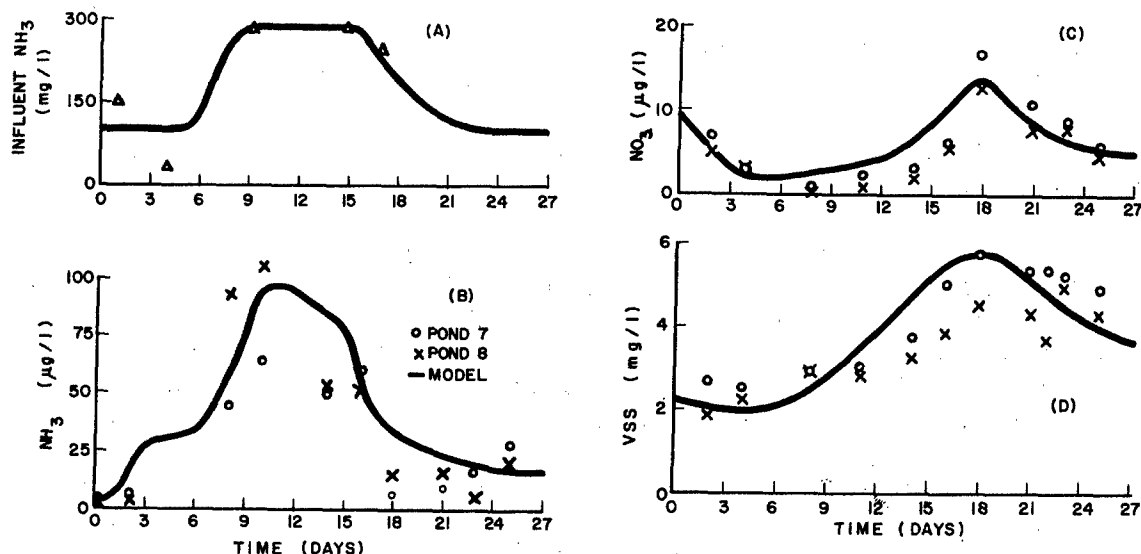 INFLUENT NH3
(mg/l)
300
150
0
0 3 6 9 12 15 18 21 24 27
(A)
NH3 (μg/l)
100
75
50
25
0
0 3 6 9 12 15 18 21 24 27
TIME (DAYS)
(B)
o POND 7
x POND 8
— MODEL
NO3 (μg/l)
20
10
0
0 3 6 9 12 15 18 21 24 27
(C)
VSS (mg/l)
6
4
2
0
0 3 6 9 12 15 18 21 24 27
TIME (DAYS)
(D)